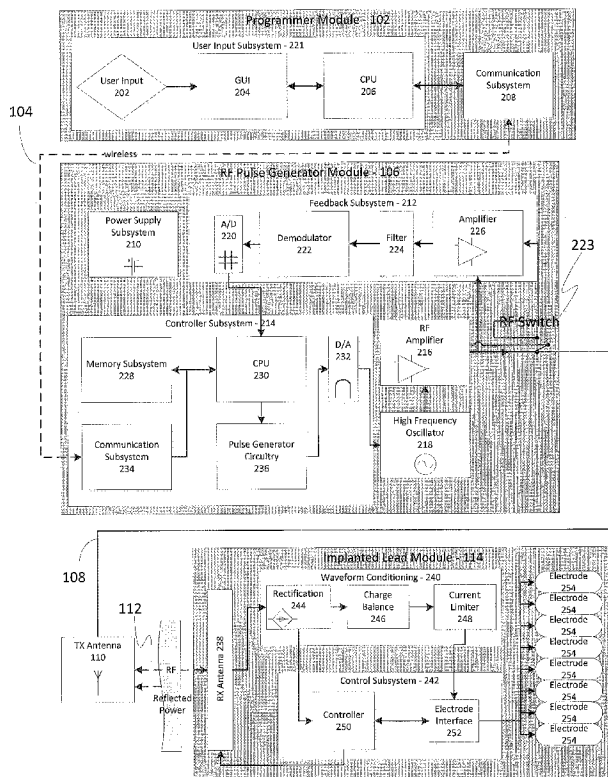 Programmer Module - 102
User Input Subsystem - 221
User Input
202
GUI
204
CPU
206
Communication
Subsystem
208
104
wireless
RF Pulse Generator Module - 106
Feedback Subsystem - 212
Power Supply
Subsystem
210
A/D
220
Demodulator
222
Filter
224
Amplifier
226
223
RF Switch
Controller Subsystem - 214
Memory Subsystem
228
CPU
230
D/A
232
RF
Amplifier
216
Communication
Subsystem
234
Pulse Generator
Circuitry
236
High Frequency
Oscillator
218
108
Implanted Lead Module - 114
Waveform Conditioning - 240
Rectification
244
Charge
Balance
246
Current
Limiter
248
112
TX Antenna
110
RF
Reflected
Power
RX Antenna 238
Control Subsystem - 242
Controller
250
Electrode
Interface
252
Electrode
254
Electrode
254
Electrode
254
Electrode
254
Electrode
254
Electrode
254
Electrode
254
Electrode
254